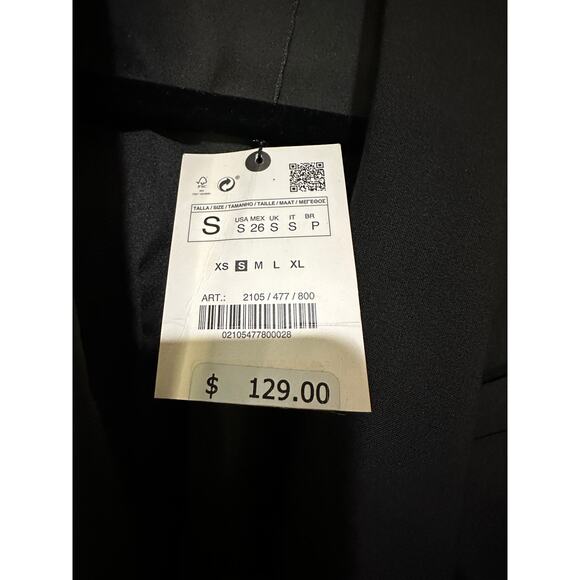 FSC
TALLA / SIZE / TAMANHO / TAILLE / MAAT / ΜΕΓΕΘΟΣ
S USA S MEX 26 UK S IT S BR P
XS S M L XL
ART.: 2105 / 477 / 800
02105477800028
$ 129.00